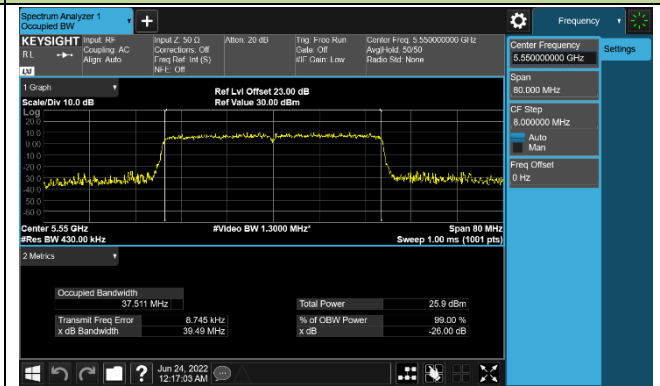 Spectrum Analyzer 1
Occupied BW
Frequency
KEYSIGHT
Input: RF
Coupling: AC
Align: Auto
Input Z: 50 Ω
Corrections: Off
Freq Ref: Int (S)
NFE: Off
Atten: 20 dB
Trig: Free Run
Gate: Off
#IF Gain: Low
Center Freq: 5.550000000 GHz
Avg|Hold: 50/50
Radio Std: None
RL
LXI
Center Frequency
5.550000000 GHz
Settings
Span
80.000 MHz
CF Step
8.000000 MHz
Auto
Man
Freq Offset
0 Hz
1 Graph
Scale/Div 10.0 dB
Ref Lvl Offset 23.00 dB
Ref Value 30.00 dBm
Log
20.0
10.0
0.00
-10.0
-20.0
-30.0
-40.0
-50.0
-60.0
Center 5.55 GHz
#Video BW 1.3000 MHz*
Span 80 MHz
#Res BW 430.00 kHz
Sweep 1.00 ms (1001 pts)
2 Metrics
Occupied Bandwidth
37.511 MHz
Total Power 25.9 dBm
Transmit Freq Error 8.745 kHz
% of OBW Power 99.00 %
x dB Bandwidth 39.49 MHz
x dB -26.00 dB
?
Jun 24, 2022
12:17:03 AM